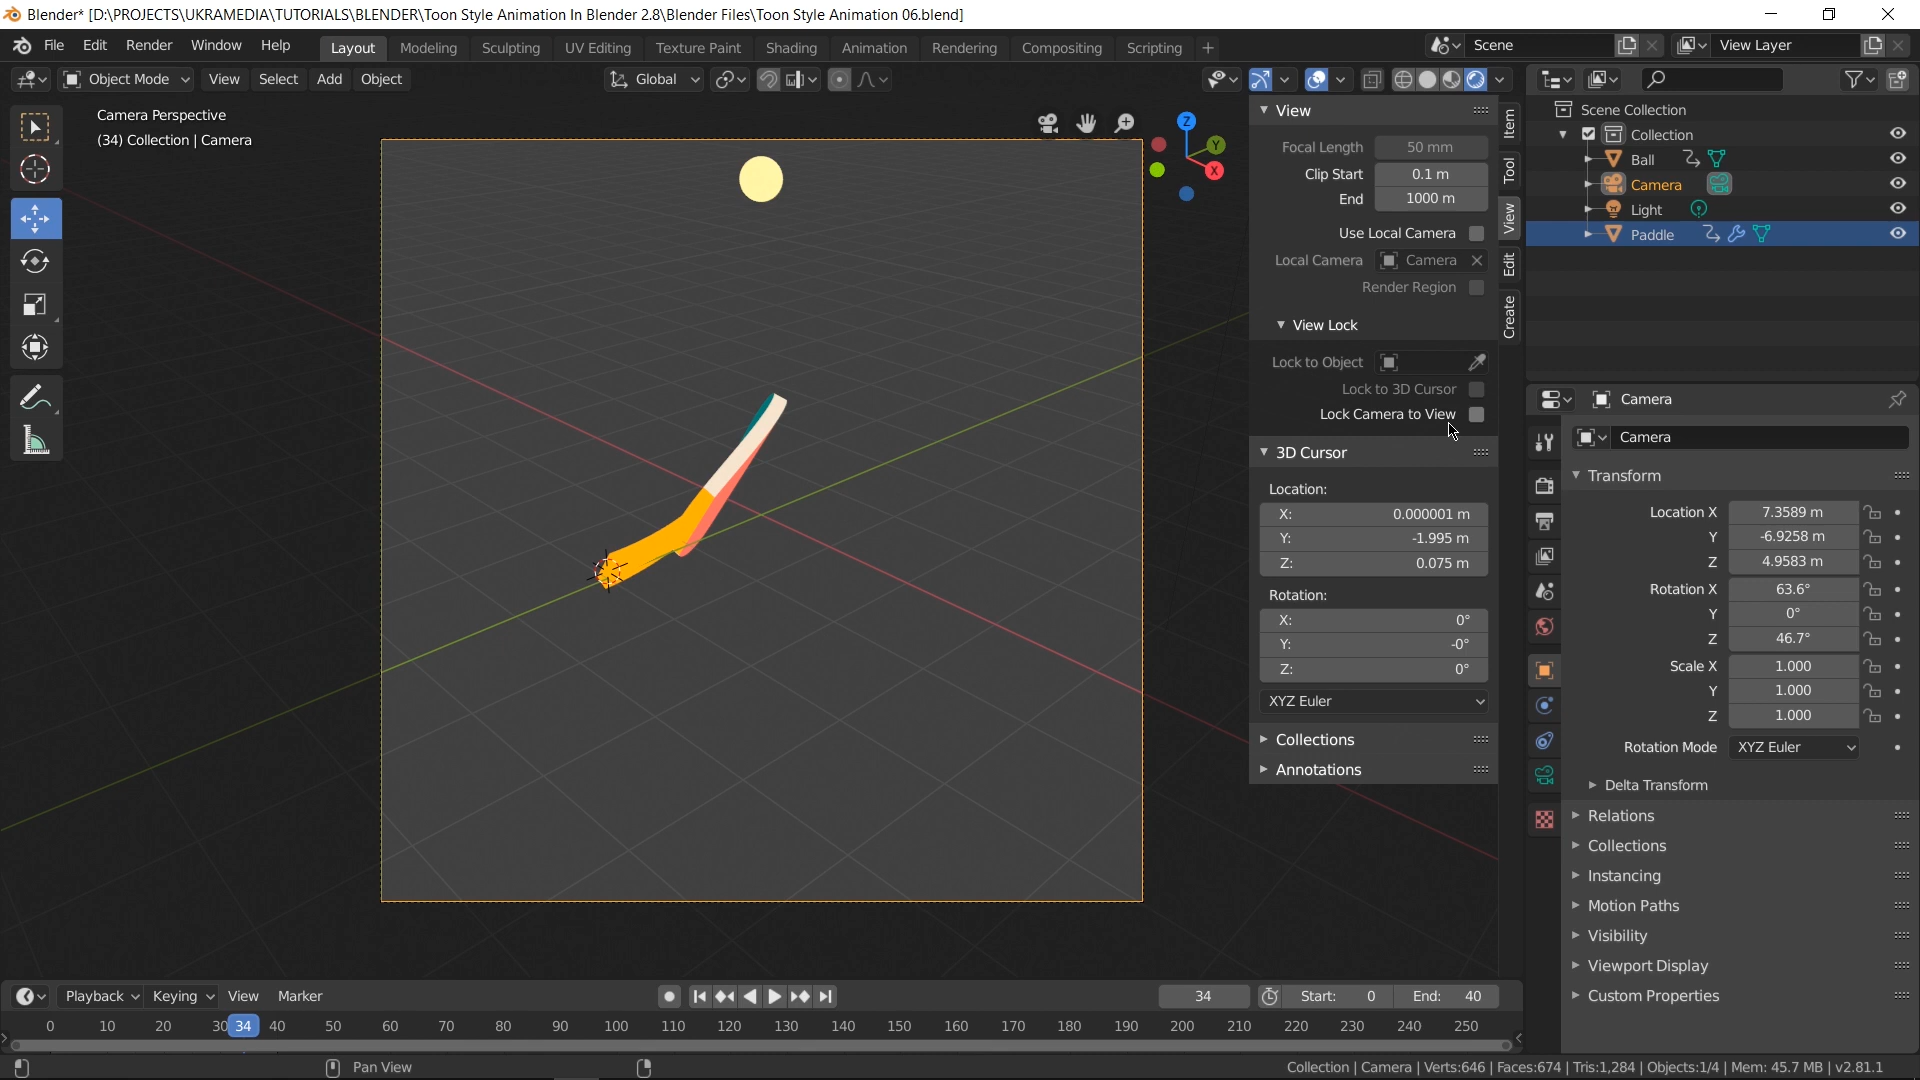 Blender* [D:\PROJECTS\UKRAMEDIA\TUTORIALS\BLENDER\Toon Style Animation In Blender 2.8\Blender Files\Toon Style Animation 06.blend]
File Edit Render Window Help Layout Modeling Sculpting UV Editing Texture Paint Shading Animation Rendering Compositing Scripting + Scene View Layer
Object Mode View Select Add Object Global
Camera Perspective
(34) Collection | Camera
Z
Y
X
View
Focal Length 50 mm
Clip Start 0.1 m
End 1000 m
Use Local Camera
Local Camera Camera
Render Region
View Lock
Lock to Object
Lock to 3D Cursor
Lock Camera to View
3D Cursor
Location:
X: 0.000001 m
Y: -1.995 m
Z: 0.075 m
Rotation:
X: 0°
Y: -0°
Z: 0°
XYZ Euler
Collections
Annotations
Item
Tool
View
Edit
Create
Scene Collection
Collection
Ball
Camera
Light
Paddle
Camera
Camera
Transform
Location X 7.3589 m
Y -6.9258 m
Z 4.9583 m
Rotation X 63.6°
Y 0°
Z 46.7°
Scale X 1.000
Y 1.000
Z 1.000
Rotation Mode XYZ Euler
Delta Transform
Relations
Collections
Instancing
Motion Paths
Visibility
Viewport Display
Custom Properties
Playback Keying View Marker 34 Start: 0 End: 40
0 10 20 30 34 40 50 60 70 80 90 100 110 120 130 140 150 160 170 180 190 200 210 220 230 240 250
Pan View
Collection | Camera | Verts:646 | Faces:674 | Tris:1,284 | Objects:1/4 | Mem: 45.7 MB | v2.81.1